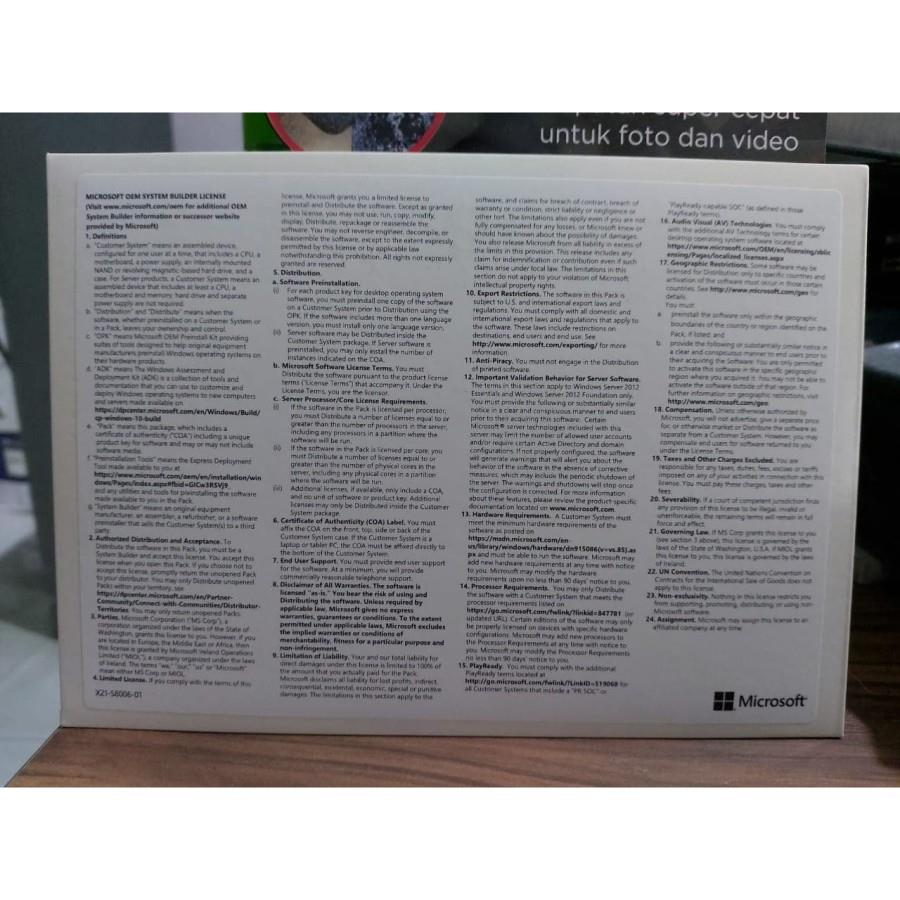 untuk foto dan video
MICROSOFT OEM SYSTEM BUILDER LICENSE
(Visit www.microsoft.com/oem for additional OEM
System Builder information or successor website
provided by Microsoft)
1. Definitions
a. "Customer System" means an assembled device,
configured for one user at a time, that includes a CPU, a
motherboard, a power supply, an internally mounted
NAND or revolving magnetic-based hard drive, and a
case. For Server products, a Customer System means an
assembled device that includes at least a CPU, a
motherboard and memory; hard drive and separate
power supply are not required.
b. "Distribution" and "Distribute" means when the
software, whether preinstalled on a Customer System or
in a Pack, leaves your ownership and control.
c. "OPK" means Microsoft OEM Preinstall Kit providing
suites of tools designed to help original equipment
manufacturers preinstall Windows operating systems on
their hardware products.
d. "ADK" means The Windows Assessment and
Deployment Kit (ADK) is a collection of tools and
documentation that you can use to customize and
deploy Windows operating systems to new computers
and servers made available on
https://dpcenter.microsoft.com/en/Windows/Build/
cp-windows-10-build
e. "Pack" means this package, which includes a
certificate of authenticity ("COA") including a unique
product key for software and may or may not include
software media.
f. "Preinstallation Tools" means the Express Deployment
Tool made available to you at
https://www.microsoft.com/oem/en/installation/win
dows/Pages/index.aspx#fbid=GlCw3RSVJ9
and any utilities and tools for preinstalling the software
made available to you in the Pack.
g. "System Builder" means an original equipment
manufacturer, an assembler, a refurbisher, or a software
preinstaller that sells the Customer System(s) to a third
party.
2. Authorized Distribution and Acceptance. To
Distribute the software in this Pack, you must be a
System Builder and accept this license. You accept this
license when you open this Pack. If you choose not to
accept this license, promptly return the unopened Pack
to your distributor. You may only Distribute unopened
Packs within your territory, see
https://dpcenter.microsoft.com/en/Partner-
Community/Connect-with-Communities/Distributor-
Territories. You may only return unopened Packs.
3. Parties. Microsoft Corporation ("MS Corp"), a
corporation organized under the laws of the State of
Washington, grants this license to you. However, if you
are located in Europe, the Middle East or Africa, then
this license is granted by Microsoft Ireland Operations
Limited ("MIOL"), a company organized under the laws
of Ireland. The terms "we," "our," "us" or "Microsoft"
mean either MS Corp or MIOL.
4. Limited License. If you comply with the terms of this
X21-58006-01
license, Microsoft grants you a limited license to
preinstall and Distribute the software. Except as granted
in this license, you may not use, run, copy, modify,
display, Distribute, repackage or reassemble the
software. You may not reverse engineer, decompile, or
disassemble the software, except to the extent expressly
permitted by this license or by applicable law
notwithstanding this prohibition. All rights not expressly
granted are reserved.
5. Distribution.
a. Software Preinstallation.
(i) For each product key for desktop operating system
software, you must preinstall one copy of the software
on a Customer System prior to Distribution using the
OPK. If the software includes more than one language
version, you must install only one language version.
(ii) Server software may be Distributed inside the
Customer System package. If Server software is
preinstalled, you may only install the number of
instances indicated on the COA.
b. Microsoft Software License Terms. You must
Distribute the software pursuant to the product license
terms ("License Terms") that accompany it. Under the
License Terms, you are the licensor.
c. Server Processor/Core License Requirements.
(i) If the software in the Pack is licensed per processor,
you must Distribute a number of licenses equal to or
greater than the number of processors in the server,
including any processors in a partition where the
software will be run.
(ii) If the software in the Pack is licensed per core, you
must Distribute a number of licenses equal to or
greater than the number of physical cores in the
server, including any physical cores in a partition
where the software will be run.
(iii) Additional licenses, if available, only include a COA,
and no unit of software or product key. Additional
licenses may only be Distributed inside the Customer
System package.
6. Certificate of Authenticity (COA) Label. You must
affix the COA on the front, top, side or back of the
Customer System case. If the Customer System is a
laptop or tablet PC, the COA must be affixed directly to
the bottom of the Customer System.
7. End User Support. You must provide end user support
for the software. At a minimum, you will provide
commercially reasonable telephone support.
8. Disclaimer of All Warranties. The software is
licensed "as-is." You bear the risk of using and
Distributing the software. Unless required by
applicable law, Microsoft gives no express
warranties, guarantees or conditions. To the extent
permitted under applicable laws, Microsoft excludes
the implied warranties or conditions of
merchantability, fitness for a particular purpose and
non-infringement.
9. Limitation of Liability. Your and our total liability for
direct damages under this license is limited to 100% of
the amount that you actually paid for the Pack.
Microsoft disclaims all liability for lost profits, indirect,
consequential, incidental, economic, special or punitive
damages. The limitations in this section apply to the
software, and claims for breach of contract, breach of
warranty or condition, strict liability or negligence or
other tort. The limitations also apply even if you are not
fully compensated for any losses, or Microsoft knew or
should have known about the possibility of damages.
You also release Microsoft from all liability in excess of
the limits in this provision. This release includes any
claim for indemnification or contribution even if such
claims arise under local law. The limitations in this
section do not apply to your violation of Microsoft
intellectual property rights.
10. Export Restrictions. The software in this Pack is
subject to U.S. and international export laws and
regulations. You must comply with all domestic and
international export laws and regulations that apply to
the software. These laws include restrictions on
destinations, end users and end use. See
http://www.microsoft.com/exporting/ for more
information.
11. Anti-Piracy. You must not engage in the Distribution
of pirated software.
12. Important Validation Behavior for Server Software.
The terms in this section apply to Windows Server 2012
Essentials and Windows Server 2012 Foundation only.
You must provide the following or substantially similar
notice in a clear and conspicuous manner to end users
prior to their acquiring this software: Certain
Microsoft® server technologies included with this
server may limit the number of allowed user accounts
and/or require certain Active Directory and domain
configurations. If not properly configured, the software
will generate warnings that will alert you about the
behavior of the software in the absence of corrective
measures, which may include the periodic shutdown of
the server. The warnings and shutdowns will stop once
the configuration is corrected. For more information
about these features, please review the product-specific
documentation located on www.microsoft.com.
13. Hardware Requirements. A Customer System must
meet the minimum hardware requirements of the
software as posted on
https://msdn.microsoft.com/en-
us/library/windows/hardware/dn915086(v=vs.85).as
px and must be able to run the software. Microsoft may
add new hardware requirements at any time with notice
to you. Microsoft may modify the hardware
requirements upon no less than 90 days' notice to you.
14. Processor Requirements. You may only Distribute
the software with a Customer System that meets the
processor requirements listed on
https://go.microsoft.com/fwlink/?linkid=847781 (or
updated URL). Certain editions of the software may only
be properly licensed on devices with specific hardware
configurations. Microsoft may add new processors to
the Processor Requirements at any time with notice to
you. Microsoft may modify the Processor Requirements
no less than 90 days' notice to you.
15. PlayReady. You must comply with the additional
PlayReady terms located at
http://go.microsoft.com/fwlink/?LinkID=519068 for
all Customer Systems that include a "PR SOC" or
"PlayReady-capable SOC" (as defined in those
PlayReady terms).
16. Audio Visual (AV) Technologies. You must comply
with the additional AV Technology terms for certain
desktop operating system software located at
https://www.microsoft.com/OEM/en/licensing/sblic
ensing/Pages/localized_licenses.aspx
17. Geographic Restrictions. Some software may be
licensed for Distribution only to specific countries and
activation of the software must occur in those certain
countries. See http://www.microsoft.com/geo for
details.
You must:
a. preinstall the software only within the geographic
boundaries of the country or region identified on the
Pack, if listed; and
b. provide the following or substantially similar notice in
a clear and conspicuous manner to end users prior to
their acquiring the Software: You are only permitted
to activate this software in the specific geographic
region where you acquired it. You may not be able to
activate the software outside of that region. For
further information on geographic restrictions, visit
http://www.microsoft.com/geo.
18. Compensation. Unless otherwise authorized by
Microsoft, you will not advertise, give a separate price
for, or otherwise market or Distribute the software as
separate from a Customer System. However, you may
compensate end users for software returned to you
under the License Terms.
19. Taxes and Other Charges Excluded. You are
responsible for any taxes, duties, fees, excises or tariffs
imposed on any of your activities in connection with this
license. You must pay these charges, taxes and other
fees.
20. Severability. If a court of competent jurisdiction finds
any provision of this license to be illegal, invalid or
unenforceable, the remaining terms will remain in full
force and effect.
21. Governing Law. If MS Corp grants this license to you
(see section 3 above), this license is governed by the
laws of the State of Washington, U.S.A. If MIOL grants
this license to you, this license is governed by the laws
of Ireland.
22. UN Convention. The United Nations Convention on
Contracts for the International Sale of Goods does not
apply to this license.
23. Non-exclusivity. Nothing in this license restricts you
from supporting, promoting, distributing or using non-
Microsoft software.
24. Assignment. Microsoft may assign this license to an
affiliated company at any time.
Microsoft